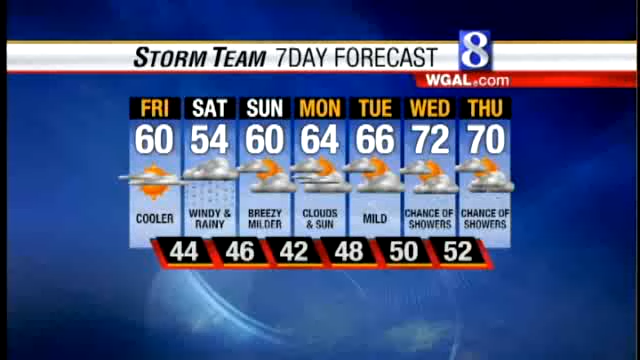 STORM TEAM 7DAY FORECAST 8
WGAL.com
FRI SAT SUN MON TUE WED THU
60 54 60 64 66 72 70
COOLER WINDY & RAINY BREEZY MILDER CLOUDS & SUN MILD CHANCE OF SHOWERS CHANCE OF SHOWERS
44 46 42 48 50 52